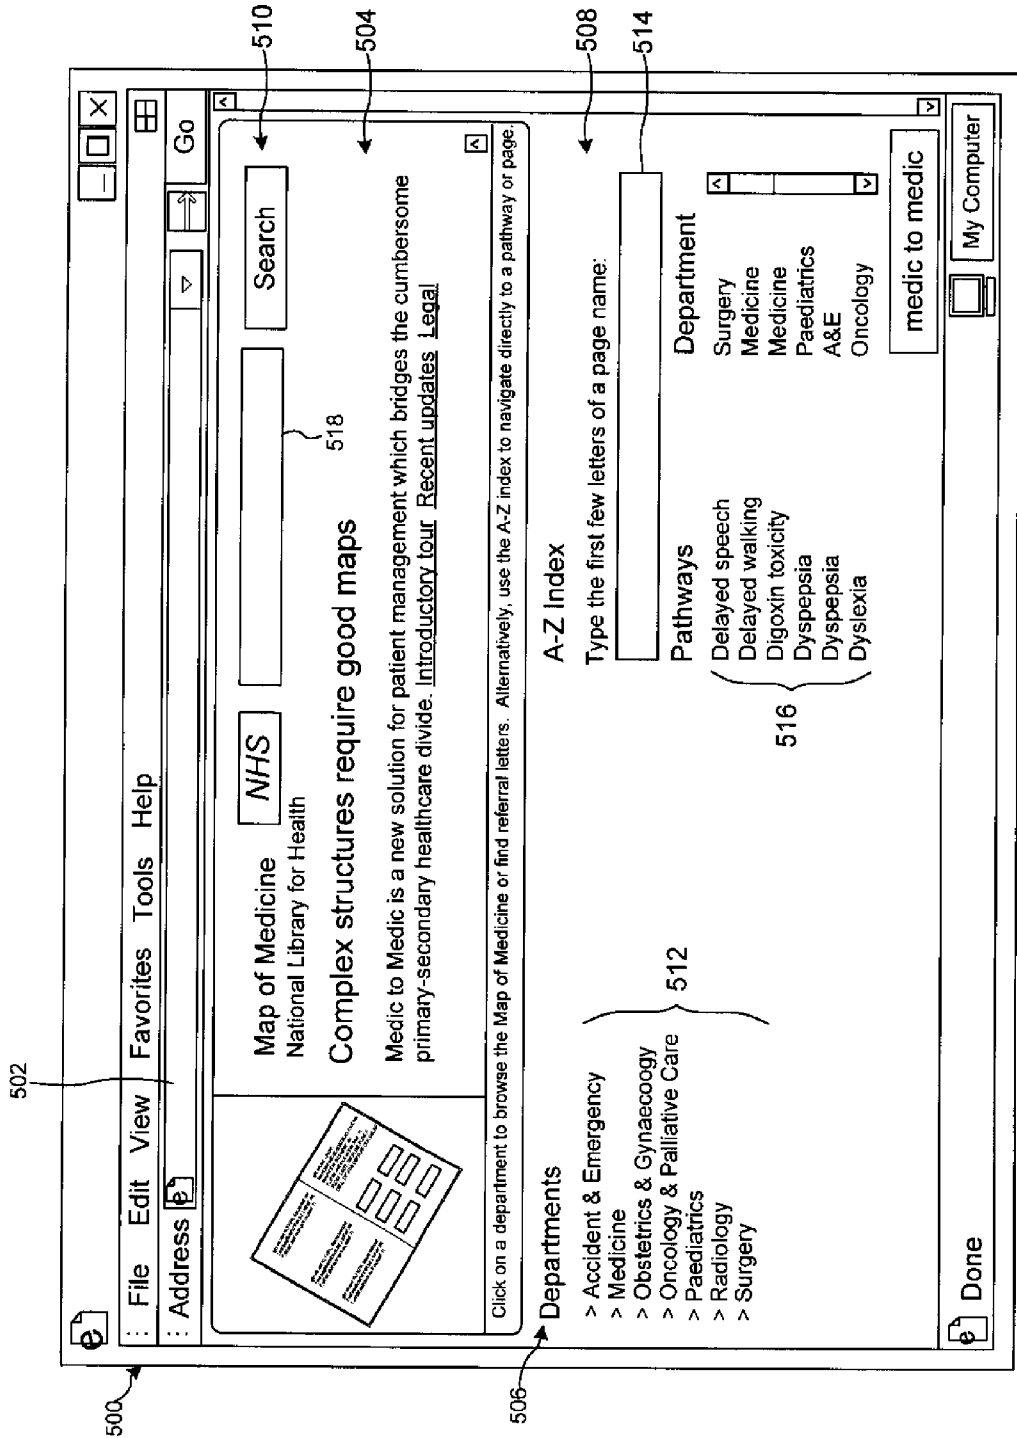 500
502
File Edit View Favorites Tools Help
Address
Go
Map of Medicine
National Library for Health
NHS
Search
510
518
Complex structures require good maps
504
Medic to Medic is a new solution for patient management which bridges the cumbersome
primary-secondary healthcare divide. Introductory tour Recent updates Legal
Click on a department to browse the Map of Medicine or find referral letters. Alternatively, use the A-Z index to navigate directly to a pathway or page.
506
Departments
> Accident & Emergency
> Medicine
> Obstetrics & Gynaecoogy
> Oncology & Palliative Care
> Paediatrics
> Radiology
> Surgery
512
A-Z Index
508
Type the first few letters of a page name:
514
Pathways Department
Delayed speech Surgery
Delayed walking Medicine
Digoxin toxicity Medicine
Dyspepsia Paediatrics
Dyspepsia A&E
Dyslexia Oncology
516
medic to medic
Done
My Computer